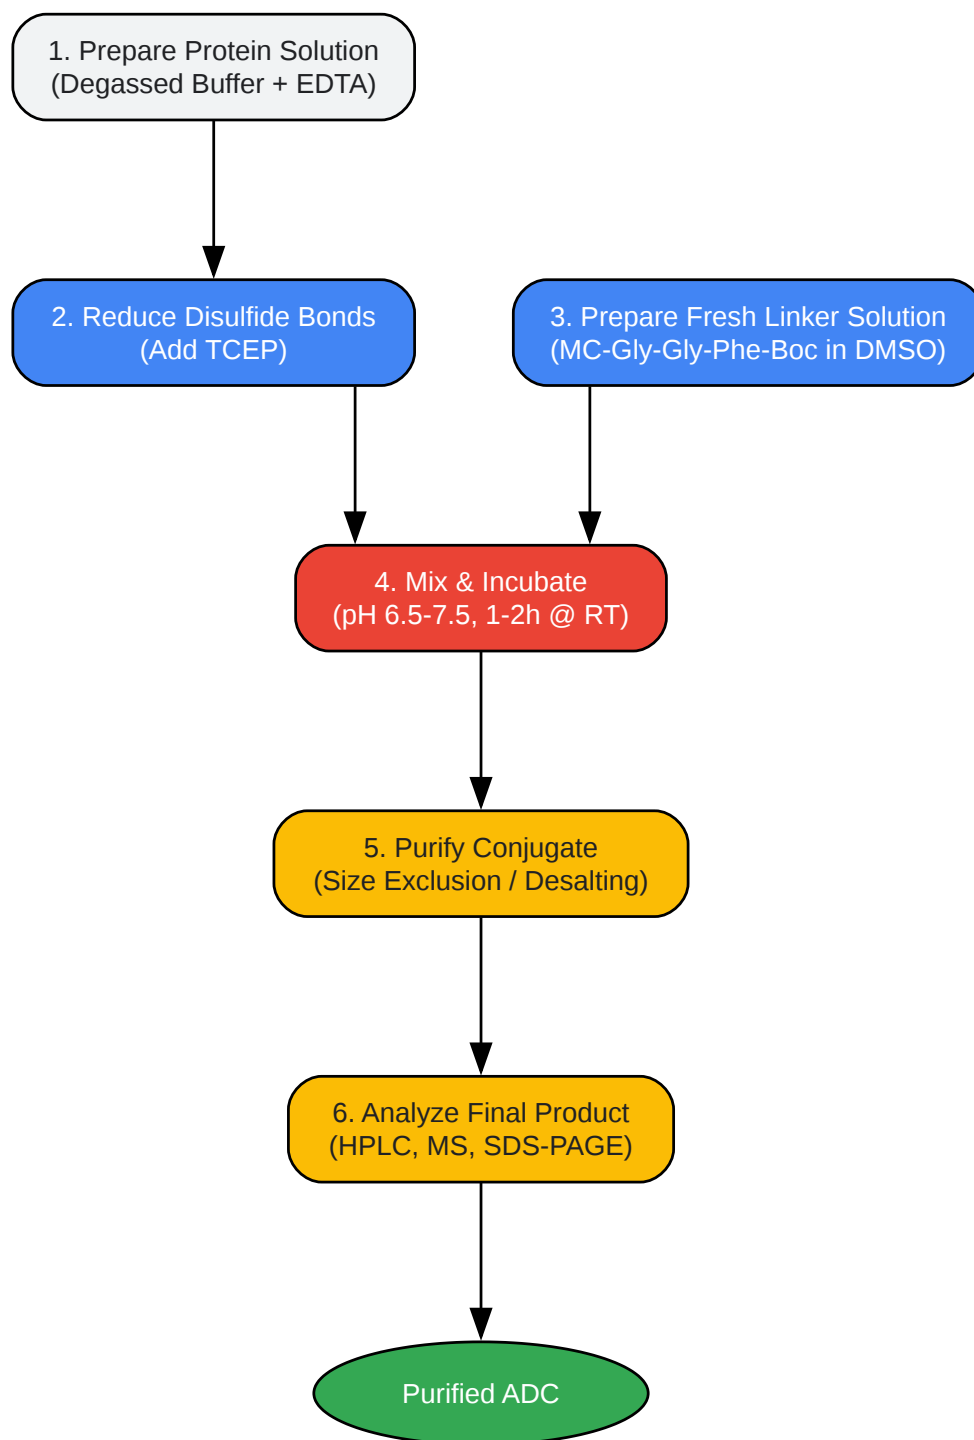 1. Prepare Protein Solution
(Degassed Buffer + EDTA)
2. Reduce Disulfide Bonds
(Add TCEP)
3. Prepare Fresh Linker Solution
(MC-Gly-Gly-Phe-Boc in DMSO)
4. Mix & Incubate
(pH 6.5-7.5, 1-2h @ RT)
5. Purify Conjugate
(Size Exclusion / Desalting)
6. Analyze Final Product
(HPLC, MS, SDS-PAGE)
Purified ADC